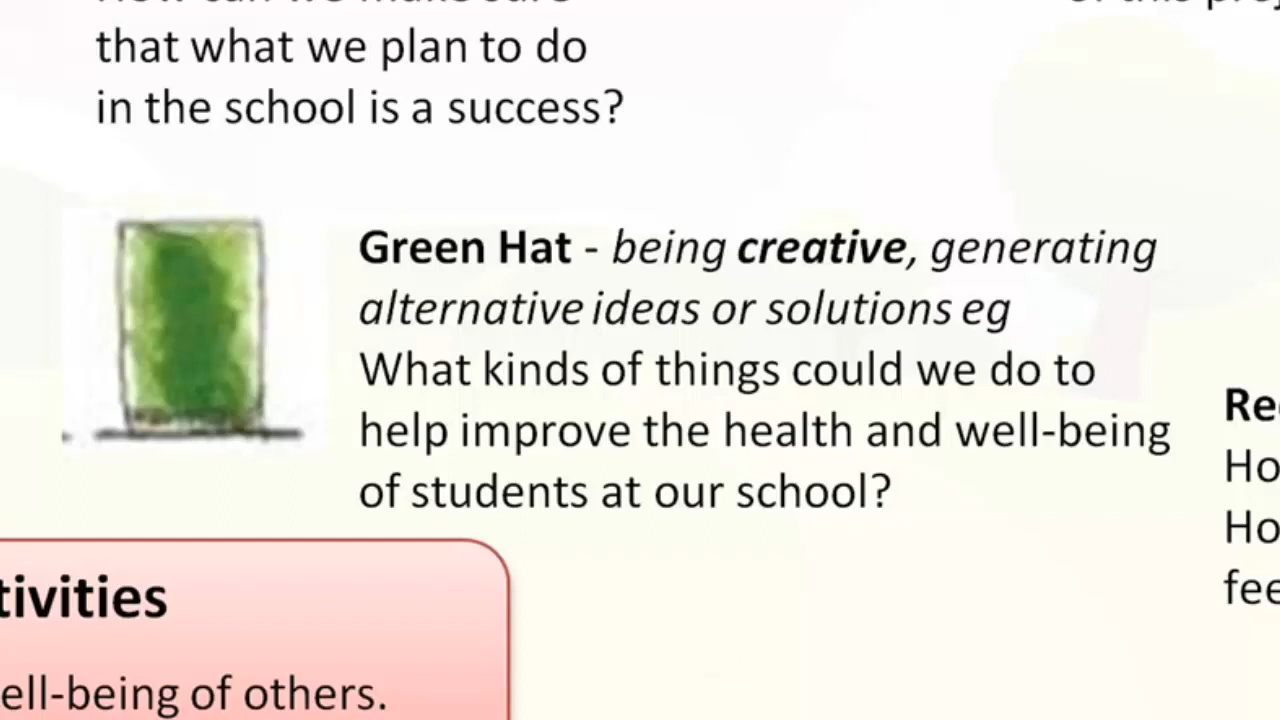 that what we plan to do
in the school is a success?
Green Hat - being creative, generating
alternative ideas or solutions eg
What kinds of things could we do to
help improve the health and well-being
of students at our school?
Ho
Ho
tivities
ell-being of others.